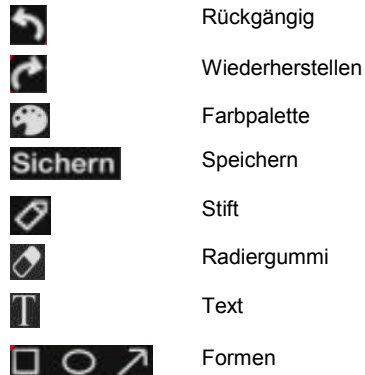 Rückgängig
Wiederherstellen
Farbpalette
Sichern Speichern
Stift
Radiergummi
T Text
Formen